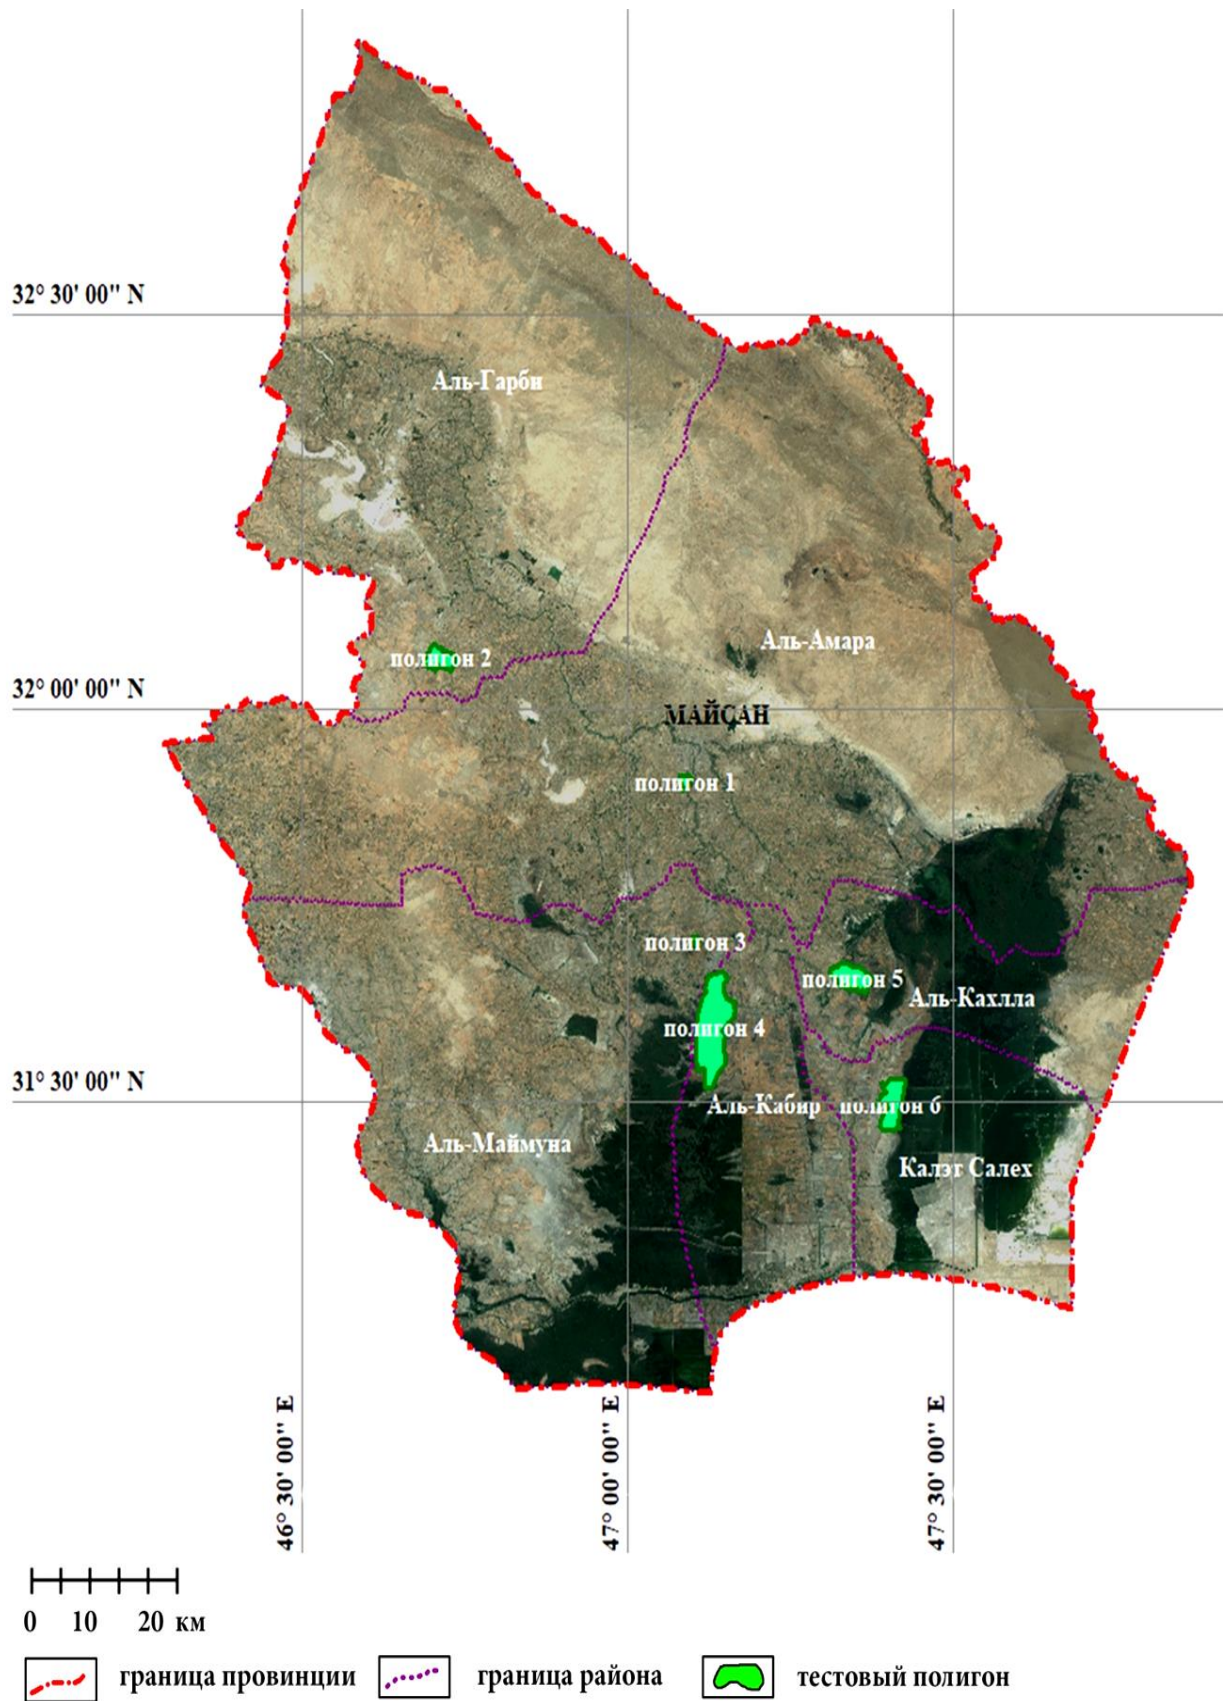 32° 30' 00" N
Аль-Гарби
Аль-Амара
полигон 2
32° 00' 00" N
МАЙСАН
полигон 1
полигон 3
полигон 5
Аль-Кахлла
полигон 4
31° 30' 00" N
Аль-Кабир
полигон 6
Аль-Маймуна
Калэт Салех
46° 30' 00" E
47° 00' 00" E
47° 30' 00" E
0 10 20 км
граница провинции
граница района
тестовый полигон